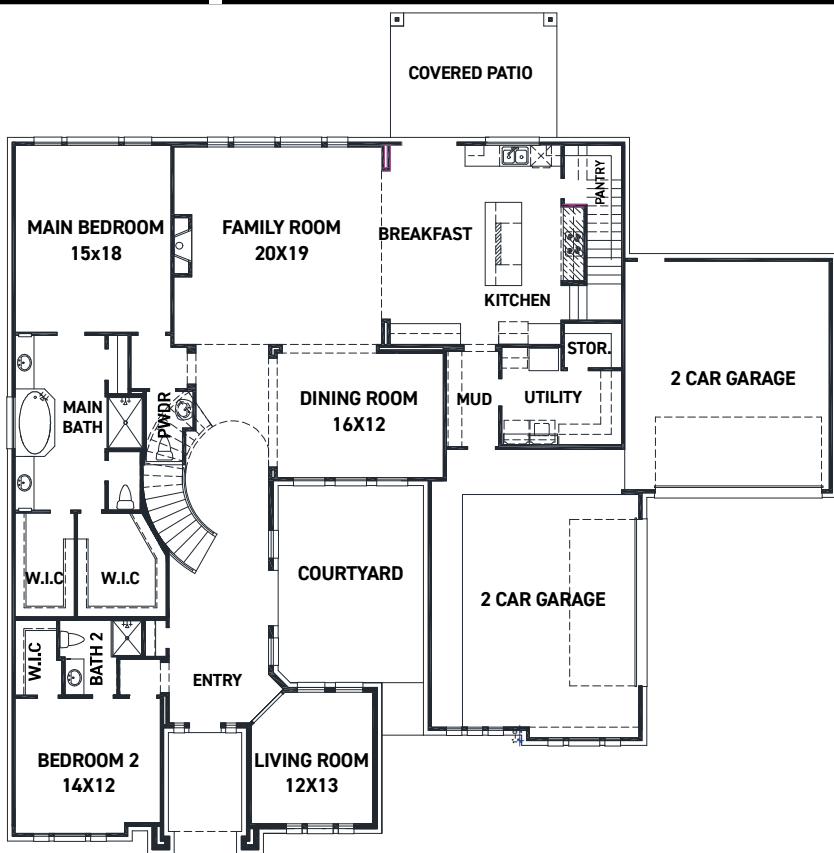 COVERED PATIO
PANTRY
MAIN BEDROOM
15x18
FAMILY ROOM
20X19
BREAKFAST
KITCHEN
STOR.
2 CAR GARAGE
DINING ROOM
16X12
MUD
UTILITY
MAIN
BATH
PWDR
W.I.C
W.I.C
COURTYARD
2 CAR GARAGE
W.I.C
BATH 2
ENTRY
BEDROOM 2
14X12
LIVING ROOM
12X13